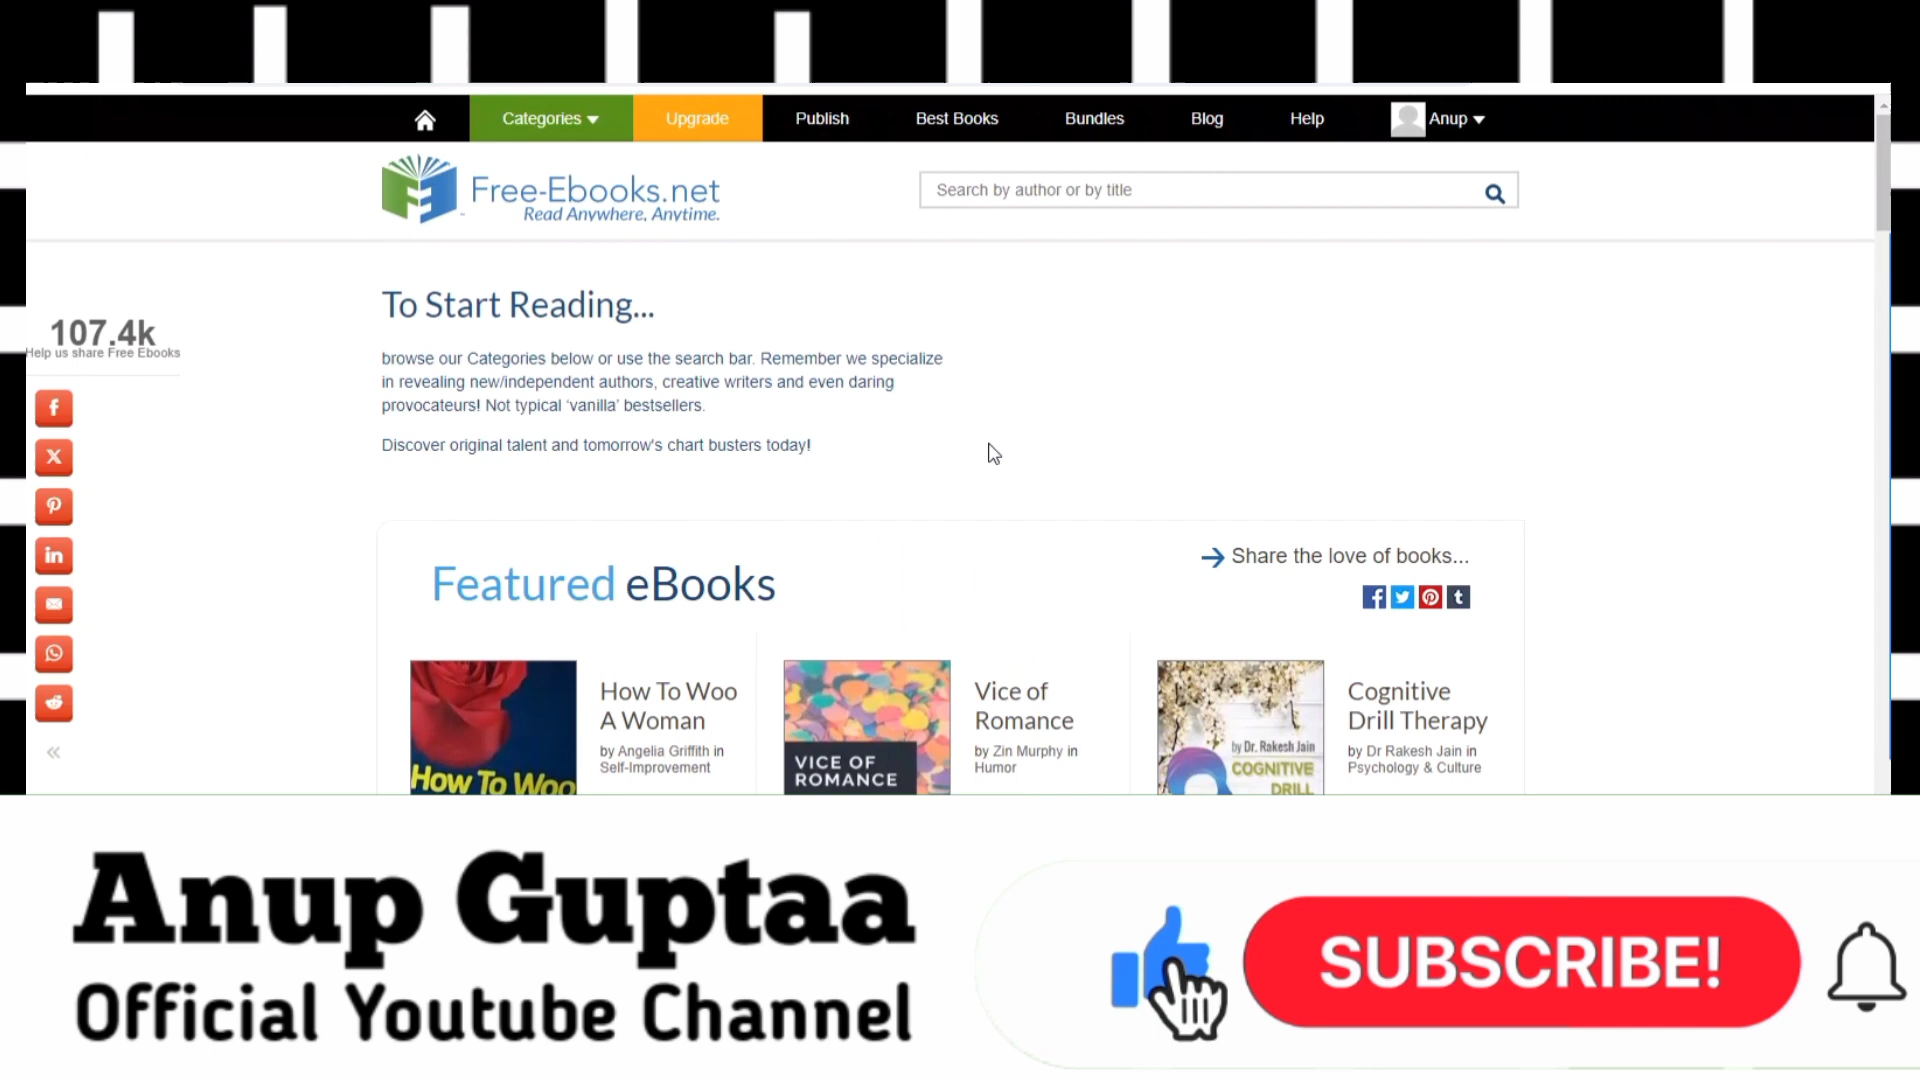 Categories Upgrade Publish Best Books Bundles Blog Help Anup
Free-Ebooks.net
Read Anywhere, Anytime.
Search by author or by title
To Start Reading...
browse our Categories below or use the search bar. Remember we specialize
in revealing new/independent authors, creative writers and even daring
provocateurs! Not typical ‘vanilla’ bestsellers.
Discover original talent and tomorrow's chart busters today!
107.4k
Help us share Free Ebooks
Featured eBooks
Share the love of books...
How To Woo
How To Woo
A Woman
by Angelia Griffith in
Self-Improvement
VICE OF
ROMANCE
Vice of
Romance
by Zin Murphy in
Humor
by Dr. Rakesh Jain
COGNITIVE
DRILL
Cognitive
Drill Therapy
by Dr Rakesh Jain in
Psychology & Culture
Anup Guptaa
Official Youtube Channel
SUBSCRIBE!